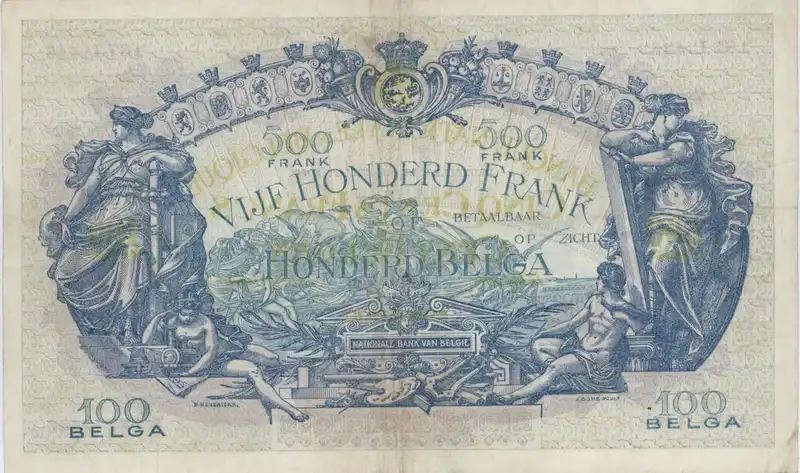 500 FRANK
500 FRANK
VIJF HONDERD FRANK
OF
BETAALBAAR
OP ZICHT
HONDERD BELGA
NATIONALE BANK VAN BELGIE
100 BELGA
100 BELGA